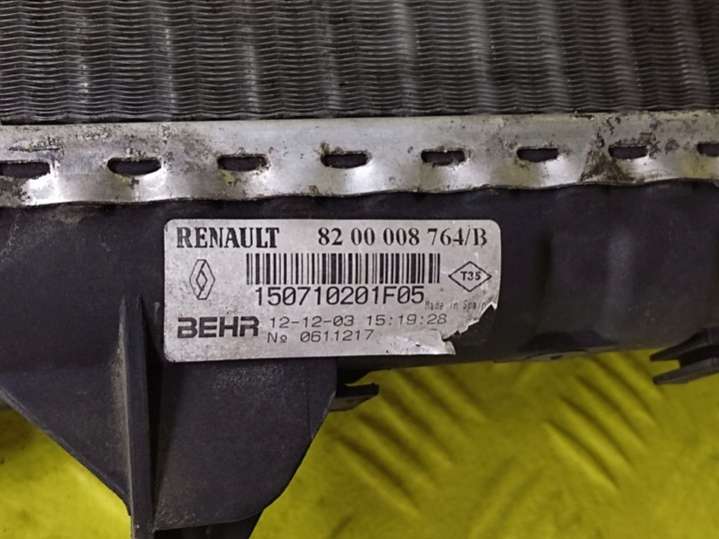 RENAULT 82 00 008 764/B
150710201F05
T35
Made in Spain
BEHR 12-12-03 15:19:28
No 0611217